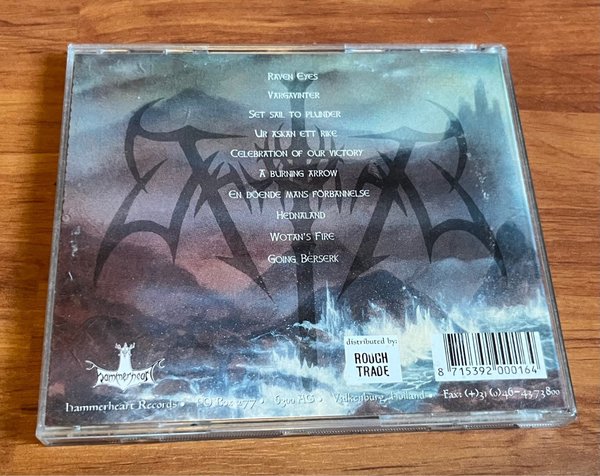 Raven Eyes
Vargavinter
Set sail to plunder
Ur askan ett rike
Celebration of our victory
A burning arrow
En döende mans förbannelse
Hednaland
Wotan's Fire
Going Berserk
distributed by:
ROUGH
TRADE
8 715392 000164
hammerheart
Hammerheart Records • PO Box 277 • 6300 AG • Valkenburg, Holland • Fax: (+)31 (0)46-4373800